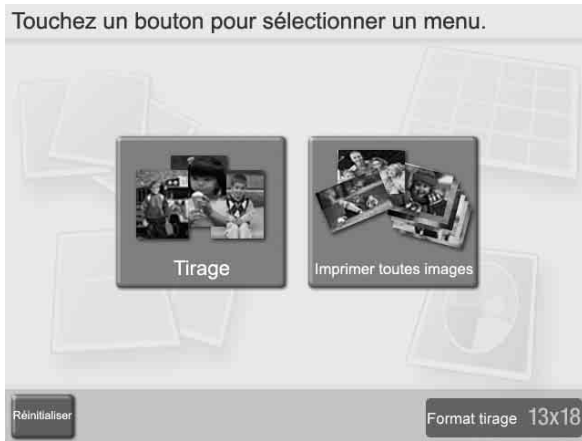 Touchez un bouton pour sélectionner un menu.
Tirage
Imprimer toutes images
Réinitialiser
Format tirage 13x18